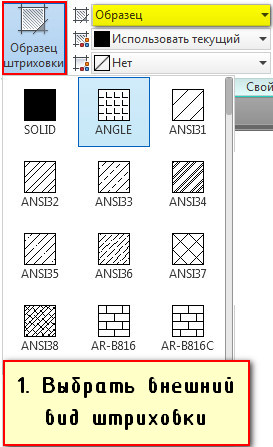 Образец
штриховки
Образец
Использовать текущий
Нет
Свой
SOLID ANGLE ANSI31
ANSI32 ANSI33 ANSI34
ANSI35 ANSI36 ANSI37
ANSI38 AR-B816 AR-B816C
1. Выбрать внешний
вид штриховки